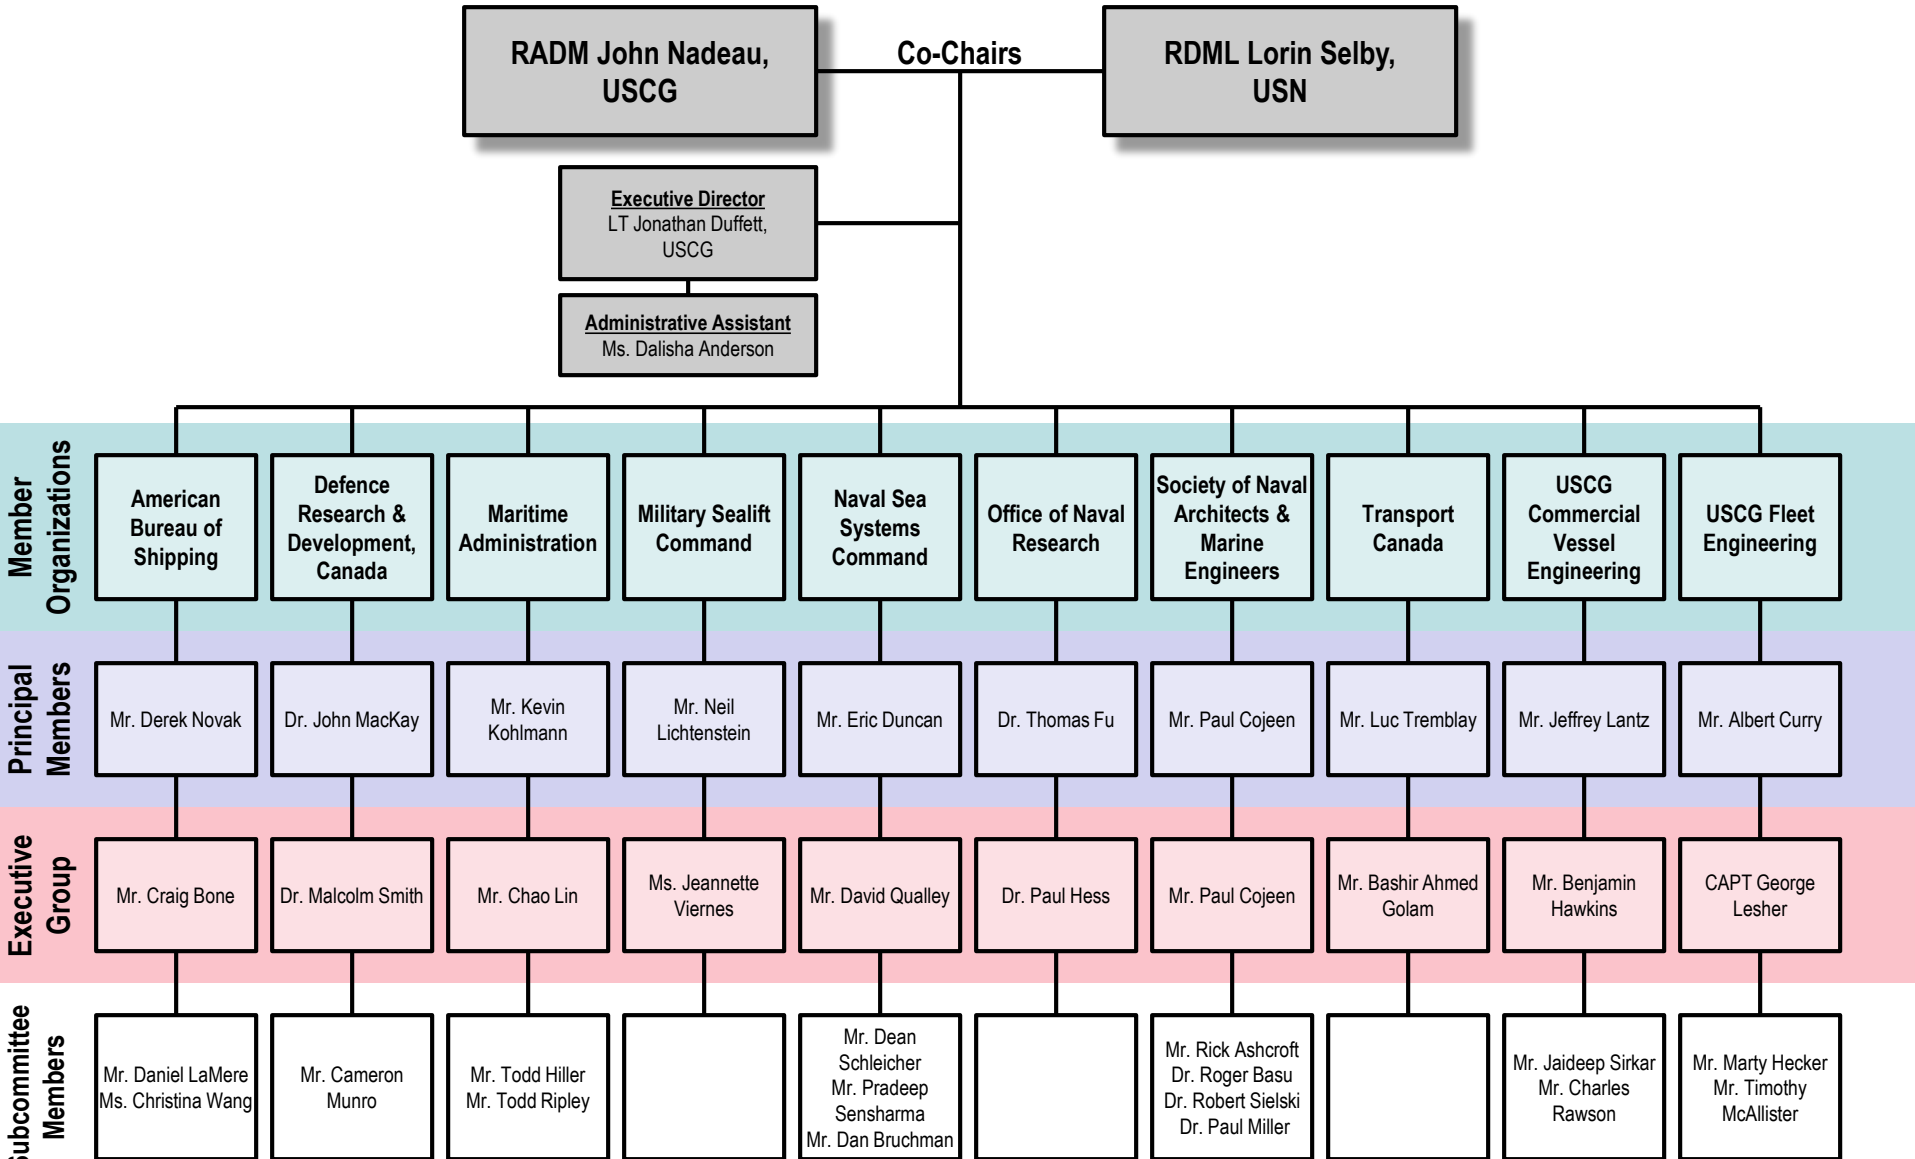 RADM John Nadeau,
USCG
Co-Chairs
RDML Lorin Selby,
USN
Executive Director
LT Jonathan Duffett,
USCG
Administrative Assistant
Ms. Dalisha Anderson
Member
Organizations
American
Bureau of
Shipping
Defence
Research &
Development,
Canada
Maritime
Administration
Military Sealift
Command
Naval Sea
Systems
Command
Office of Naval
Research
Society of Naval
Architects &
Marine
Engineers
Transport
Canada
USCG
Commercial
Vessel
Engineering
USCG Fleet
Engineering
Principal
Members
Mr. Derek Novak
Dr. John MacKay
Mr. Kevin
Kohlmann
Mr. Neil
Lichtenstein
Mr. Eric Duncan
Dr. Thomas Fu
Mr. Paul Cojeen
Mr. Luc Tremblay
Mr. Jeffrey Lantz
Mr. Albert Curry
Executive
Group
Mr. Craig Bone
Dr. Malcolm Smith
Mr. Chao Lin
Ms. Jeannette
Viernes
Mr. David Qualley
Dr. Paul Hess
Mr. Paul Cojeen
Mr. Bashir Ahmed
Golam
Mr. Benjamin
Hawkins
CAPT George
Lesher
Subcommittee
Members
Mr. Daniel LaMere
Ms. Christina Wang
Mr. Cameron
Munro
Mr. Todd Hiller
Mr. Todd Ripley
Mr. Dean
Schleicher
Mr. Pradeep
Sensharma
Mr. Dan Bruchman
Mr. Rick Ashcroft
Dr. Roger Basu
Dr. Robert Sielski
Dr. Paul Miller
Mr. Jaideep Sirkar
Mr. Charles
Rawson
Mr. Marty Hecker
Mr. Timothy
McAllister